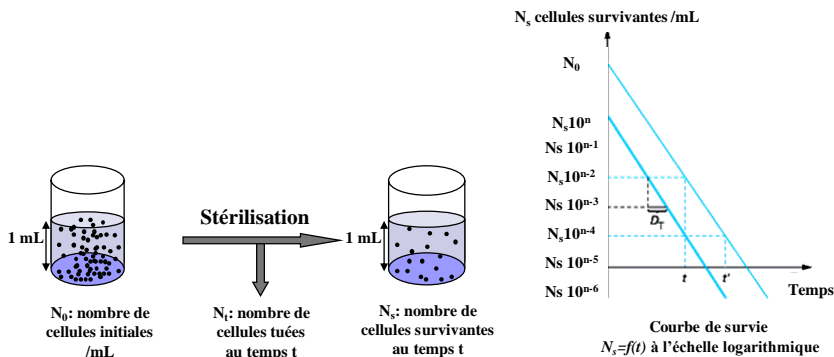 N₀: nombre de
cellules initiales
/mL
1 mL
Stérilisation
Nₜ: nombre de
cellules tuées
au temps t
1 mL
Nₛ: nombre de
cellules survivantes
au temps t
Nₛ cellules survivantes /mL
N₀
Nₛ10ⁿ
Ns 10ⁿ⁻¹
Nₛ10ⁿ⁻²
Ns 10ⁿ⁻³
Nₛ10ⁿ⁻⁴
Ns 10ⁿ⁻⁵
Ns 10ⁿ⁻⁶
D_T
t
t'
Temps
Courbe de survie
Nₛ=f(t) à l’échelle logarithmique